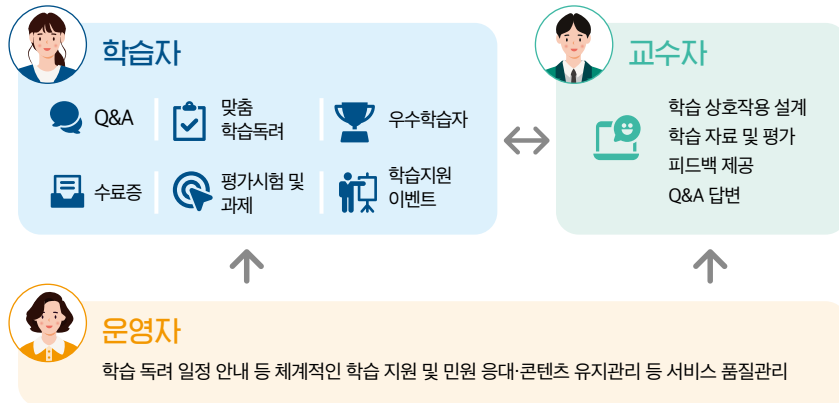 학습자
Q&A
맞춤
학습독려
우수학습자
수료증
평가시험 및
과제
학습지원
이벤트
교수자
학습 상호작용 설계
학습 자료 및 평가
피드백 제공
Q&A 답변
운영자
학습 독려 일정 안내 등 체계적인 학습 지원 및 민원 응대·콘텐츠 유지관리 등 서비스 품질관리